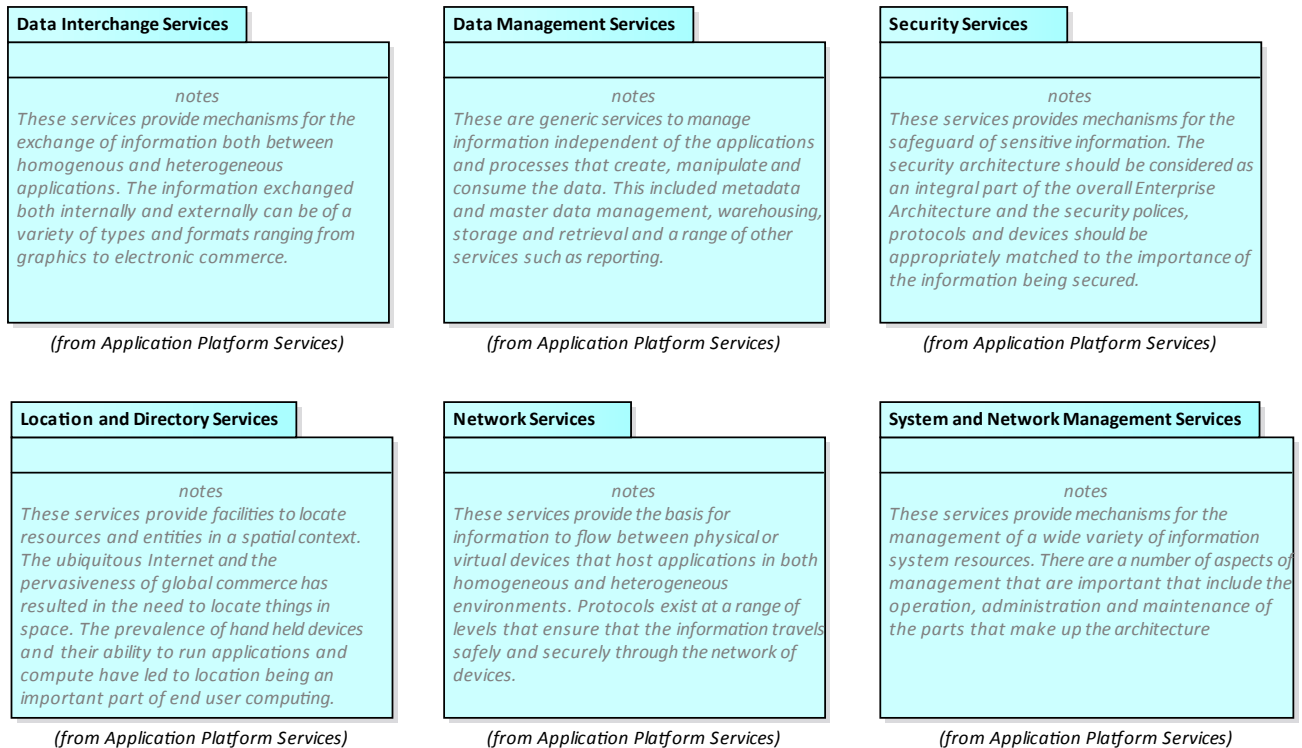 Data Interchange Services
notes
These services provide mechanisms for the
exchange of information both between
homogenous and heterogeneous
applications. The information exchanged
both internally and externally can be of a
variety of types and formats ranging from
graphics to electronic commerce.
(from Application Platform Services)
Data Management Services
notes
These are generic services to manage
information independent of the applications
and processes that create, manipulate and
consume the data. This included metadata
and master data management, warehousing,
storage and retrieval and a range of other
services such as reporting.
(from Application Platform Services)
Security Services
notes
These services provides mechanisms for the
safeguard of sensitive information. The
security architecture should be considered as
an integral part of the overall Enterprise
Architecture and the security polices,
protocols and devices should be
appropriately matched to the importance of
the information being secured.
(from Application Platform Services)
Location and Directory Services
notes
These services provide facilities to locate
resources and entities in a spatial context.
The ubiquitous Internet and the
pervasiveness of global commerce has
resulted in the need to locate things in
space. The prevalence of hand held devices
and their ability to run applications and
compute have led to location being an
important part of end user computing.
(from Application Platform Services)
Network Services
notes
These services provide the basis for
information to flow between physical or
virtual devices that host applications in both
homogeneous and heterogeneous
environments. Protocols exist at a range of
levels that ensure that the information travels
safely and securely through the network of
devices.
(from Application Platform Services)
System and Network Management Services
notes
These services provide mechanisms for the
management of a wide variety of information
system resources. There are a number of aspects of
management that are important that include the
operation, administration and maintenance of
the parts that make up the architecture
(from Application Platform Services)